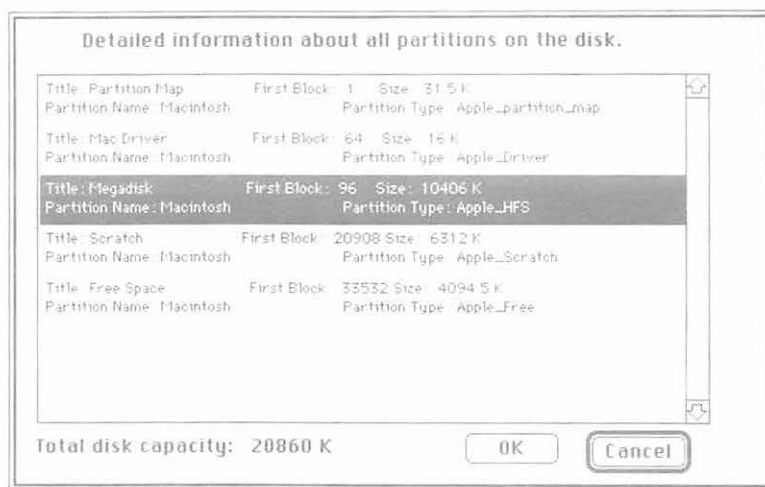 Detailed information about all partitions on the disk.
Title: Partition Map First Block: 1 Size: 31.5 K
Partition Name: Macintosh Partition Type: Apple_partition_map
Title: Mac Driver First Block: 64 Size: 16 K
Partition Name: Macintosh Partition Type: Apple_Driver
Title: Megadisk First Block: 96 Size: 10406 K
Partition Name: Macintosh Partition Type: Apple_HFS
Title: Scratch First Block: 20908 Size: 6312 K
Partition Name: Macintosh Partition Type: Apple_Scratch
Title: Free Space First Block: 33532 Size: 4094.5 K
Partition Name: Macintosh Partition Type: Apple_Free
Total disk capacity: 20860 K
OK
Cancel